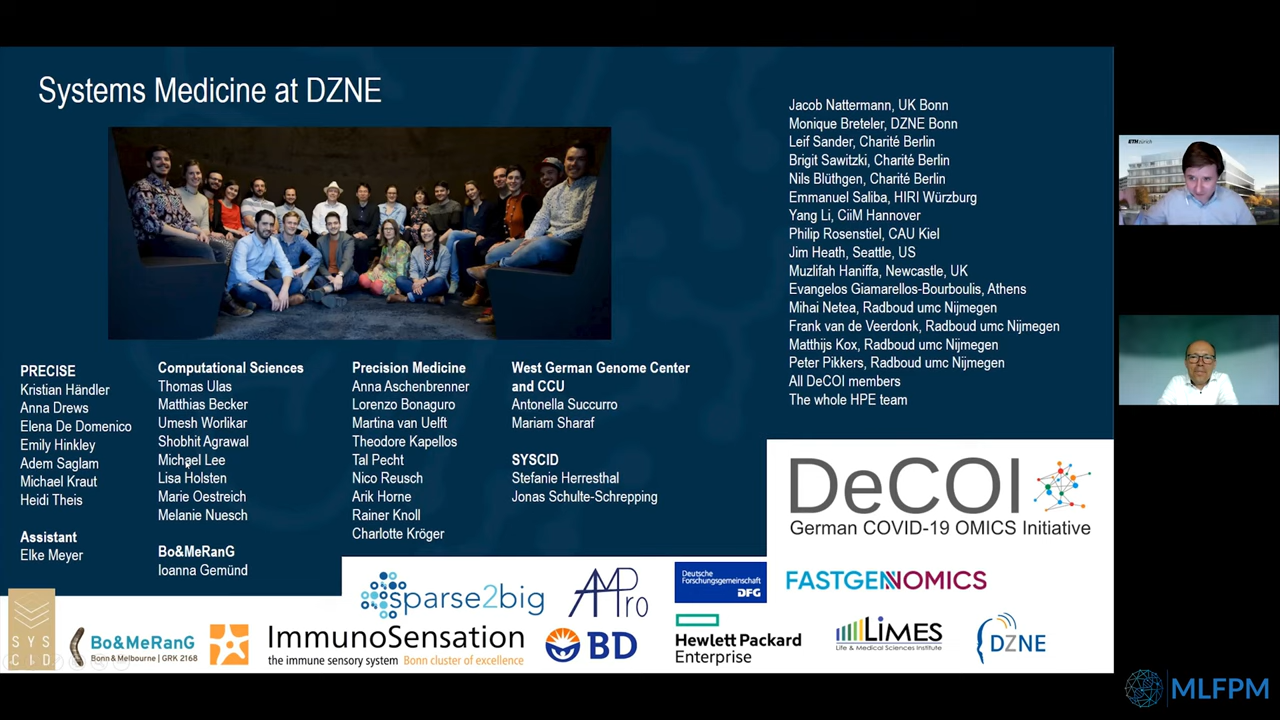 Systems Medicine at DZNE
PRECISE
Kristian Händler
Anna Drews
Elena De Domenico
Emily Hinkley
Adem Saglam
Michael Kraut
Heidi Theis
Assistant
Elke Meyer
Computational Sciences
Thomas Ulas
Matthias Becker
Umesh Worlikar
Shobhit Agrawal
Michael Lee
Lisa Holsten
Marie Oestreich
Melanie Nuesch
Bo&MeRanG
Ioanna Gemünd
Precision Medicine
Anna Aschenbrenner
Lorenzo Bonaguro
Martina van Uelft
Theodore Kapellos
Tal Pecht
Nico Reusch
Arik Horne
Rainer Knoll
Charlotte Kröger
West German Genome Center
and CCU
Antonella Succurro
Mariam Sharaf
SYSCID
Stefanie Herresthal
Jonas Schulte-Schrepping
Jacob Nattermann, UK Bonn
Monique Breteler, DZNE Bonn
Leif Sander, Charité Berlin
Brigit Sawitzki, Charité Berlin
Nils Blüthgen, Charité Berlin
Emmanuel Saliba, HIRI Würzburg
Yang Li, CiiM Hannover
Philip Rosenstiel, CAU Kiel
Jim Heath, Seattle, US
Muzlifah Haniffa, Newcastle, UK
Evangelos Giamarellos-Bourboulis, Athens
Mihai Netea, Radboud umc Nijmegen
Frank van de Veerdonk, Radboud umc Nijmegen
Matthijs Kox, Radboud umc Nijmegen
Peter Pikkers, Radboud umc Nijmegen
All DeCOI members
The whole HPE team
DeCOI
German COVID-19 OMICS Initiative
SYS
CID
Bo&MeRanG
Bonn & Melbourne | GRK 2168
sparse2big
AMPro
Deutsche
Forschungsgemeinschaft
DFG
FASTGENOMICS
ImmunoSensation
the immune sensory system Bonn cluster of excellence
BD
Hewlett Packard
Enterprise
LIMES
Life & Medical Sciences Institute
DZNE
ETH zürich
MLFPM